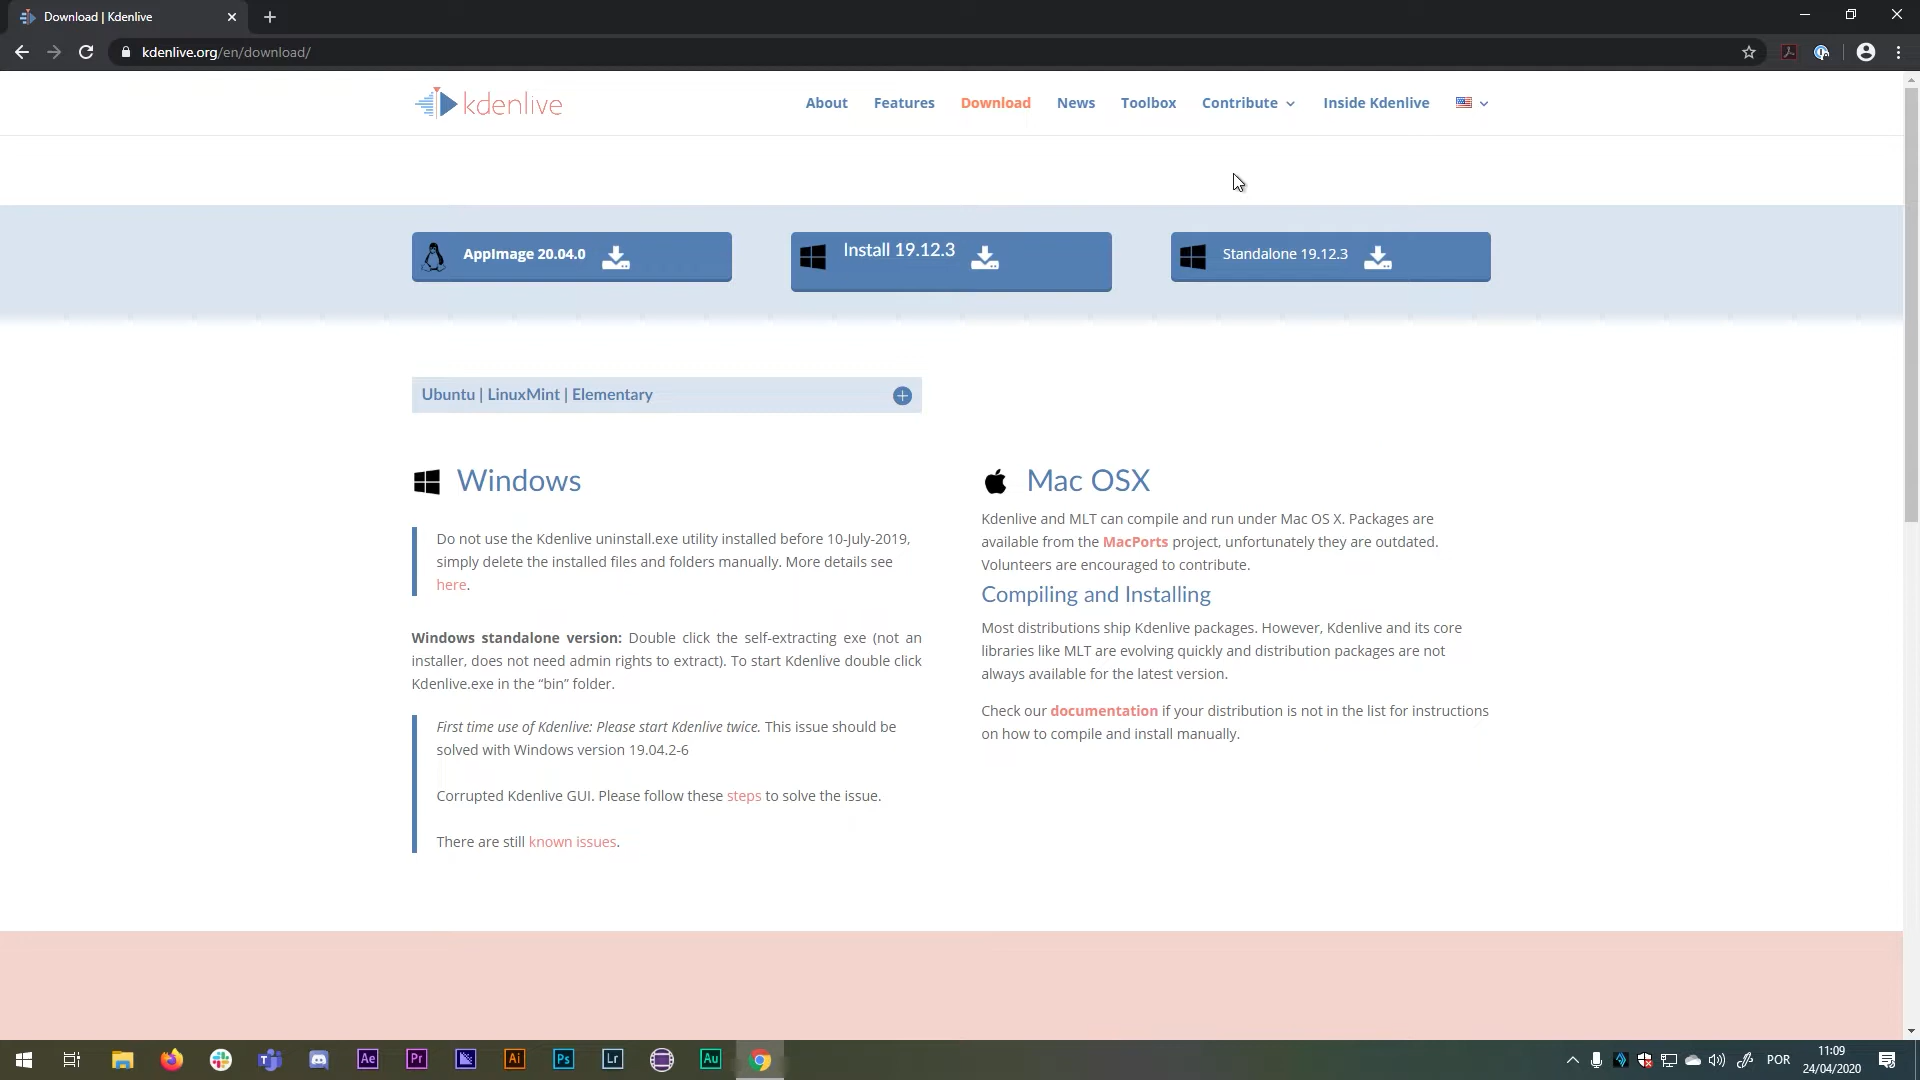 Download | Kdenlive
kdenlive.org/en/download/
kdenlive
About
Features
Download
News
Toolbox
Contribute
Inside Kdenlive
AppImage 20.04.0
Install 19.12.3
Standalone 19.12.3
Ubuntu | LinuxMint | Elementary
Windows
Do not use the Kdenlive uninstall.exe utility installed before 10-July-2019,
simply delete the installed files and folders manually. More details see
here.
Windows standalone version: Double click the self-extracting exe (not an
installer, does not need admin rights to extract). To start Kdenlive double click
Kdenlive.exe in the “bin” folder.
First time use of Kdenlive: Please start Kdenlive twice. This issue should be
solved with Windows version 19.04.2-6
Corrupted Kdenlive GUI. Please follow these steps to solve the issue.
There are still known issues.
Mac OSX
Kdenlive and MLT can compile and run under Mac OS X. Packages are
available from the MacPorts project, unfortunately they are outdated.
Volunteers are encouraged to contribute.
Compiling and Installing
Most distributions ship Kdenlive packages. However, Kdenlive and its core
libraries like MLT are evolving quickly and distribution packages are not
always available for the latest version.
Check our documentation if your distribution is not in the list for instructions
on how to compile and install manually.
Ae
Pr
Ai
Ps
Lr
Au
POR
11:09
24/04/2020